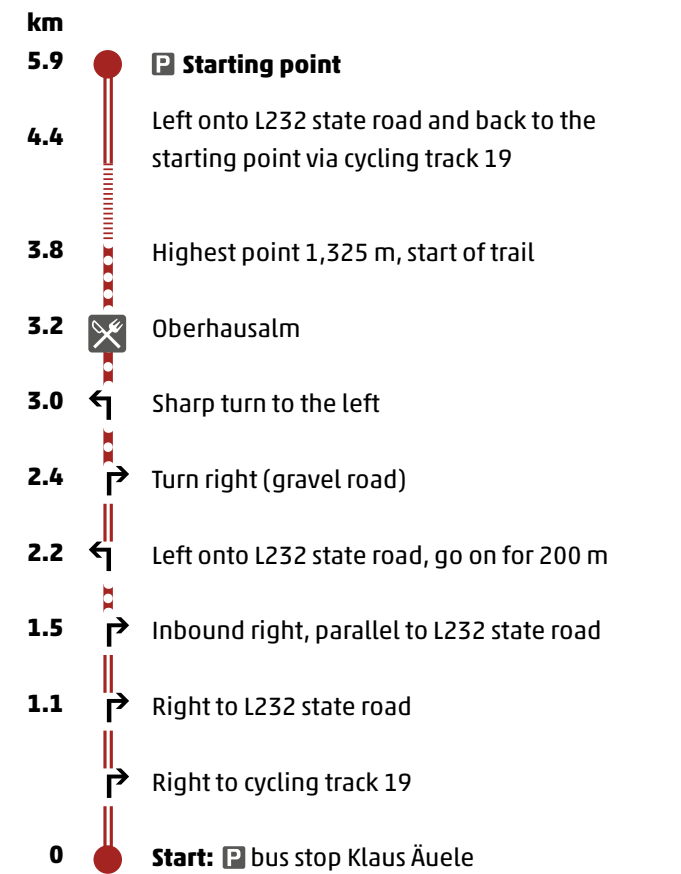 km
5.9 P Starting point
4.4 Left onto L232 state road and back to the
starting point via cycling track 19
3.8 Highest point 1,325 m, start of trail
3.2 Oberhausalm
3.0 Sharp turn to the left
2.4 Turn right (gravel road)
2.2 Left onto L232 state road, go on for 200 m
1.5 Inbound right, parallel to L232 state road
1.1 Right to L232 state road
Right to cycling track 19
0 Start: P bus stop Klaus Äuele